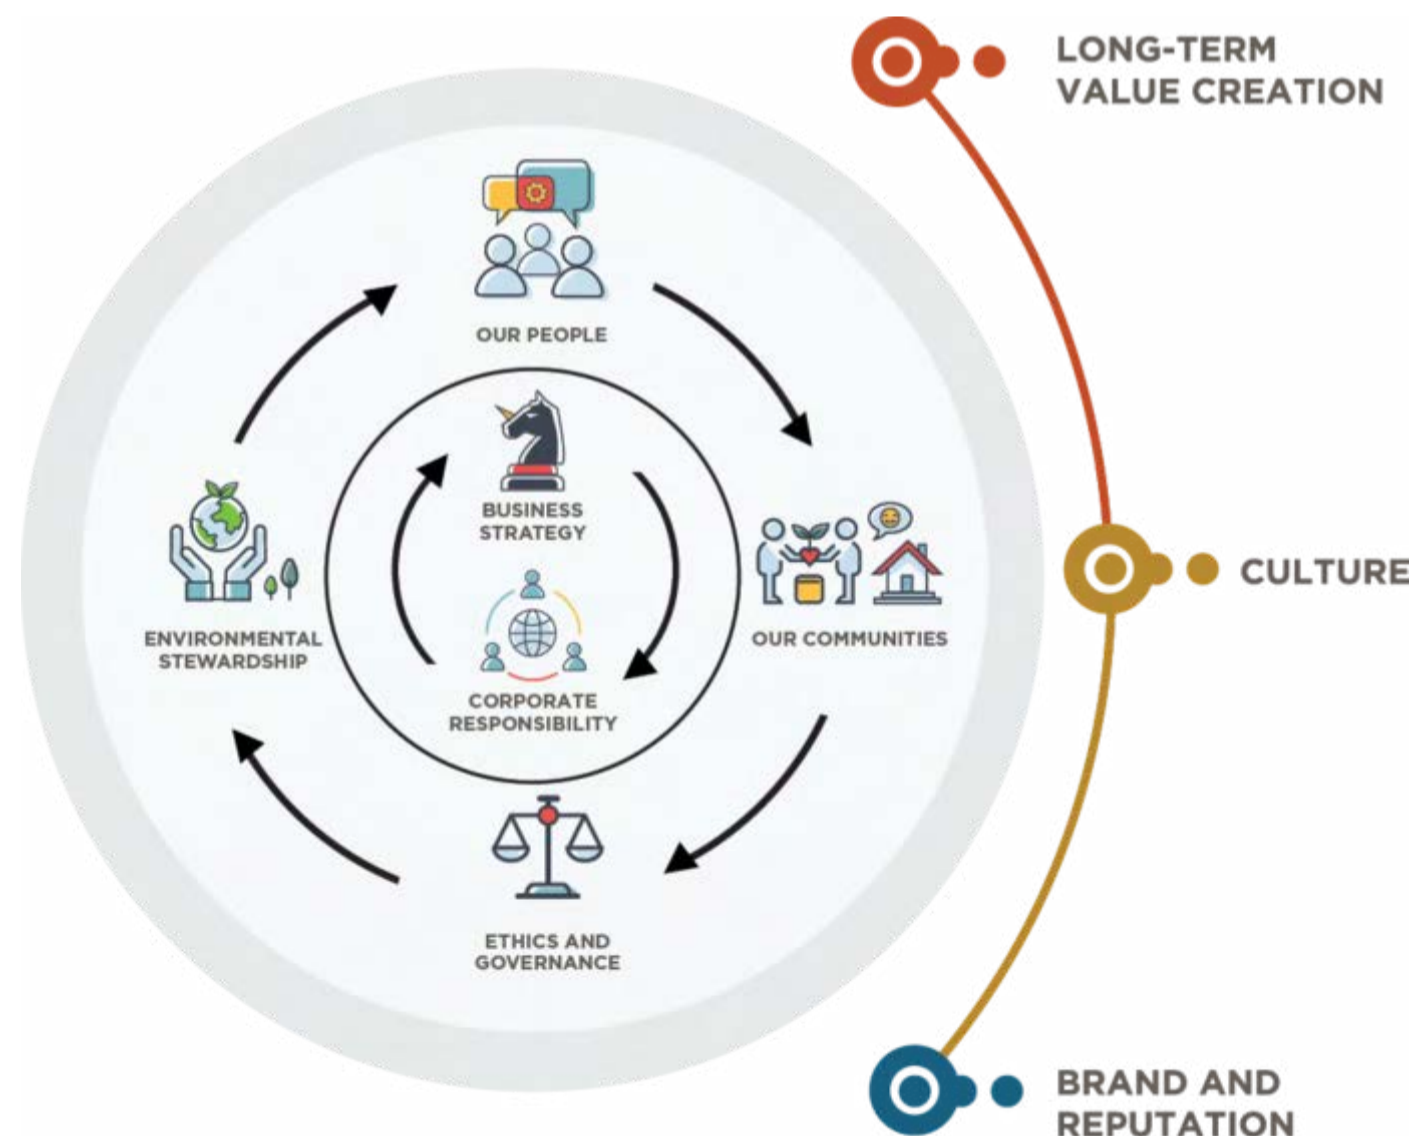 LONG-TERM
VALUE CREATION
OUR PEOPLE
BUSINESS
STRATEGY
CULTURE
ENVIRONMENTAL
STEWARDSHIP
OUR COMMUNITIES
CORPORATE
RESPONSIBILITY
ETHICS AND
GOVERNANCE
BRAND AND
REPUTATION